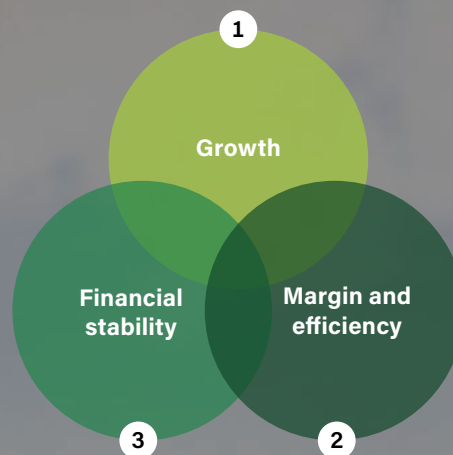 1
Growth
Financial
stability
Margin and
efficiency
3
2